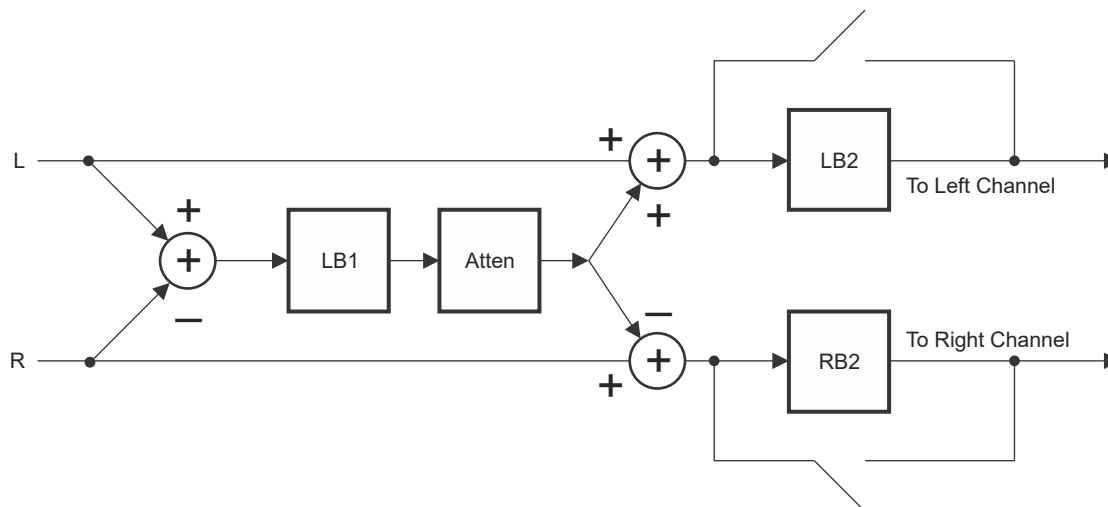 L
+
+
LB2
To Left Channel
+
+
+
LB1
Atten
−
−
R
+
+
RB2
To Right Channel